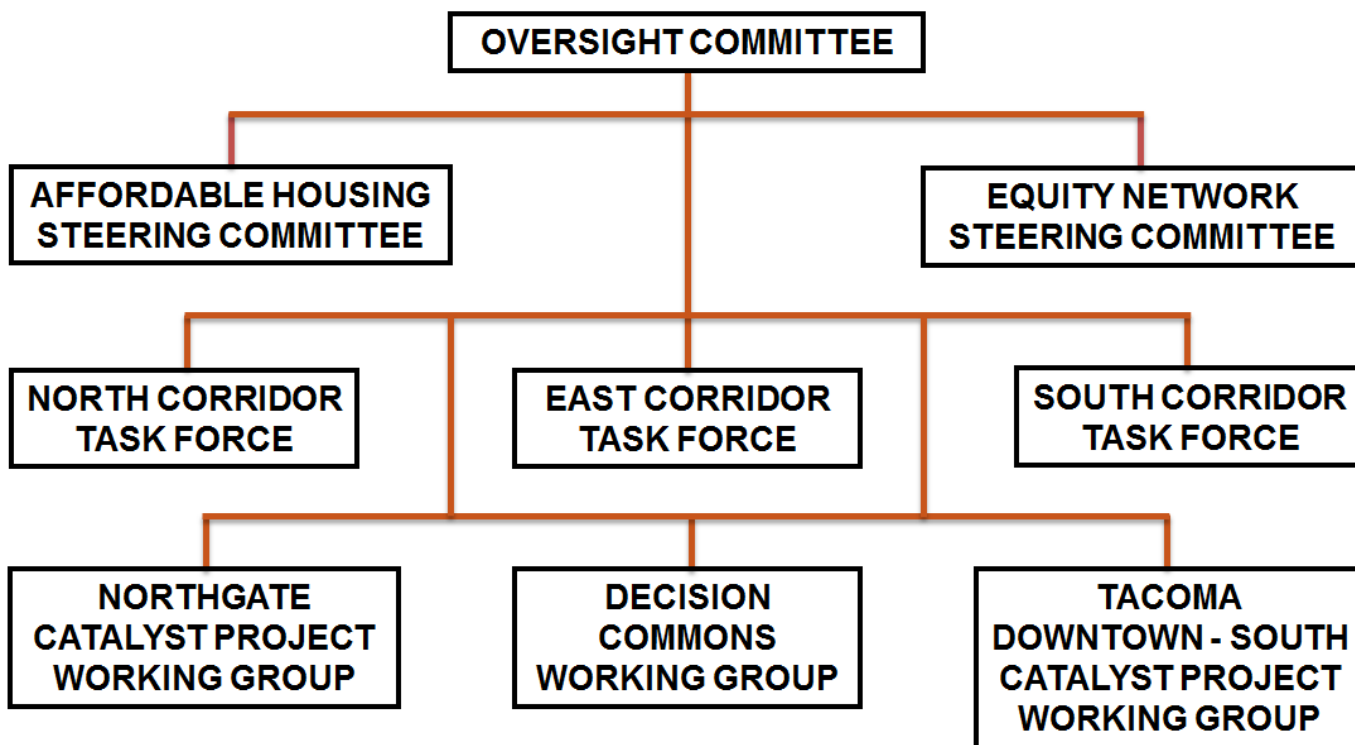 OVERSIGHT COMMITTEE
AFFORDABLE HOUSING
STEERING COMMITTEE
EQUITY NETWORK
STEERING COMMITTEE
NORTH CORRIDOR
TASK FORCE
EAST CORRIDOR
TASK FORCE
SOUTH CORRIDOR
TASK FORCE
NORTHGATE
CATALYST PROJECT
WORKING GROUP
DECISION
COMMONS
WORKING GROUP
TACOMA
DOWNTOWN - SOUTH
CATALYST PROJECT
WORKING GROUP